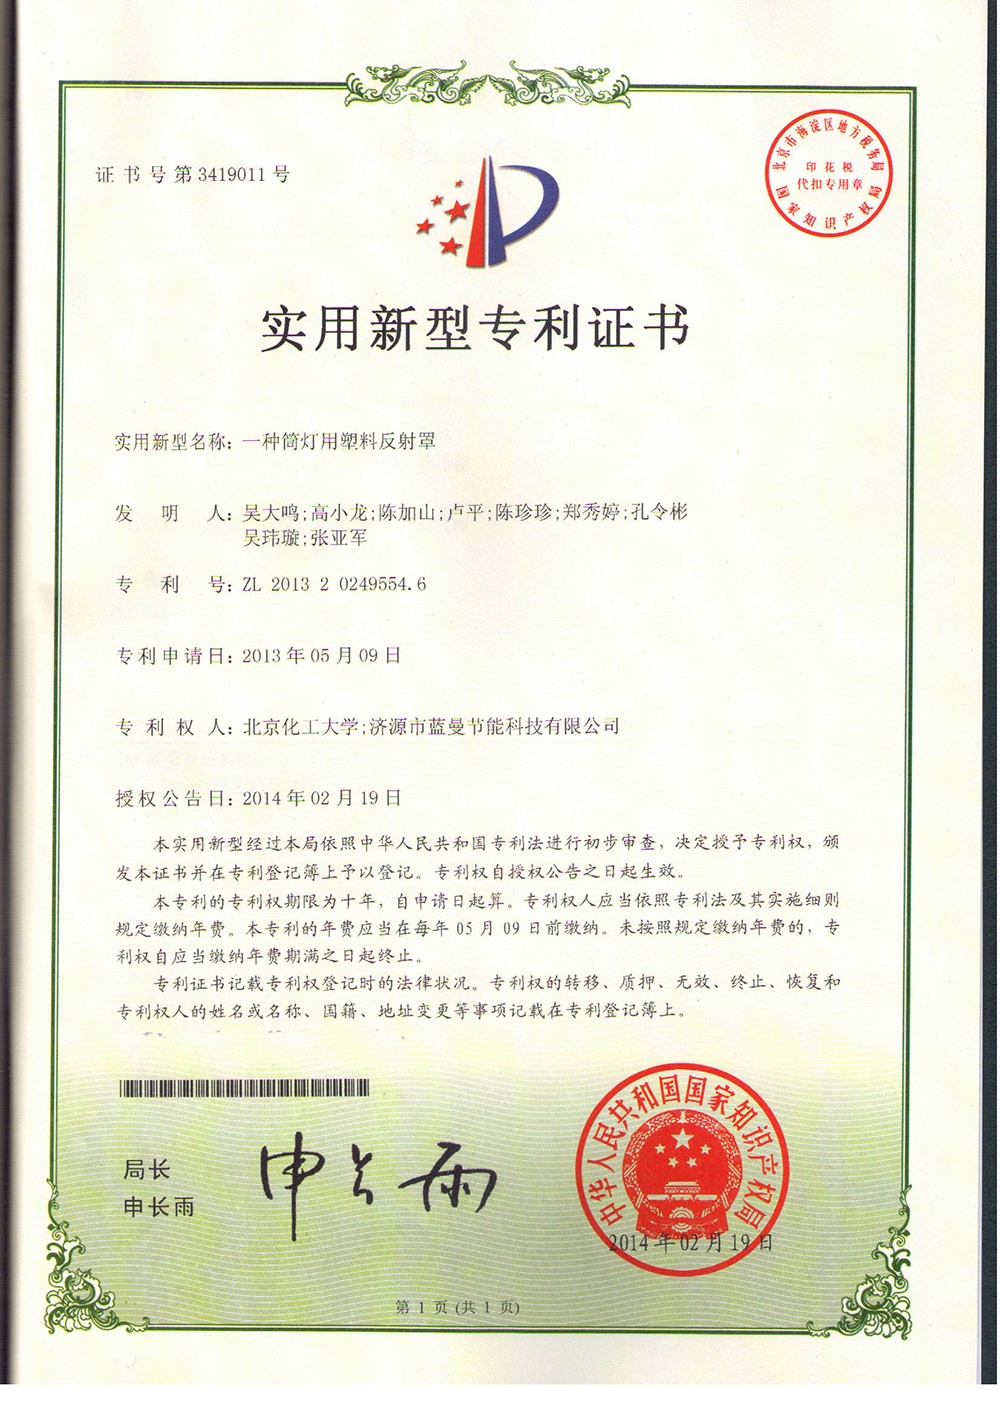 证书号第3419011号
北京市海淀区地方税务局
印花税
代扣专用章
国家知识产权局
实用新型专利证书
实用新型名称：一种筒灯用塑料反射罩
发明人：吴大鸣;高小龙;陈加山;卢平;陈珍珍;郑秀婷;孔令彬
吴玮璇;张亚军
专利号：ZL 2013 2 0249554.6
专利申请日：2013年05月09日
专利权人：北京化工大学;济源市蓝曼节能科技有限公司
授权公告日：2014年02月19日
本实用新型经过本局依照中华人民共和国专利法进行初步审查，决定授予专利权，颁
发本证书并在专利登记簿上予以登记。专利权自授权公告之日起生效。
本专利的专利权期限为十年，自申请日起算。专利权人应当依照专利法及其实施细则
规定缴纳年费。本专利的年费应当在每年05月09日前缴纳。未按照规定缴纳年费的，专
利权自应当缴纳年费期满之日起终止。
专利证书记载专利权登记时的法律状况。专利权的转移、质押、无效、终止、恢复和
专利权人的姓名或名称、国籍、地址变更等事项记载在专利登记簿上。
局长
申长雨
申长雨
中华人民共和国国家知识产权局
2014年02月19日
第1页(共1页)